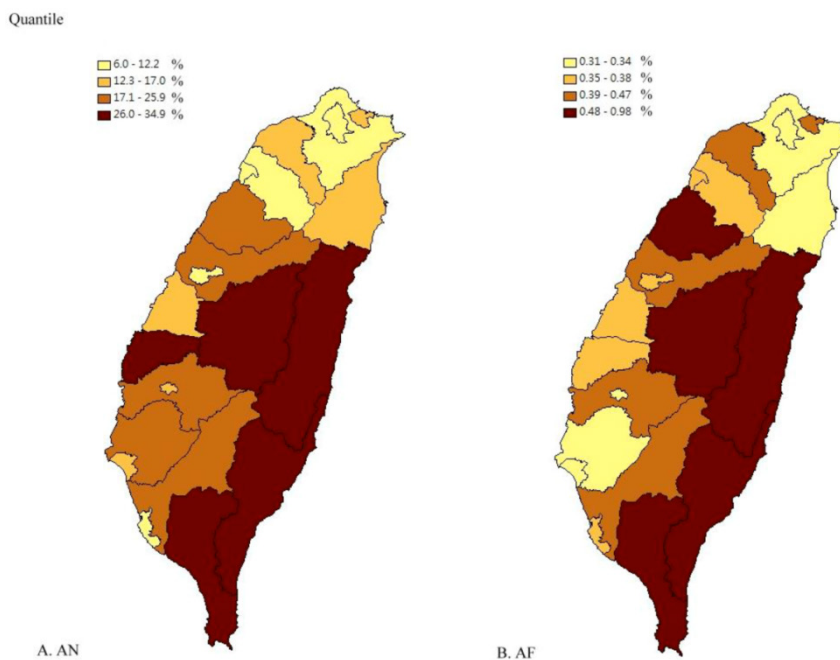 Quantile
6.0 - 12.2 %
12.3 - 17.0 %
17.1 - 25.9 %
26.0 - 34.9 %
0.31 - 0.34 %
0.35 - 0.38 %
0.39 - 0.47 %
0.48 - 0.98 %
A. AN
B. AF